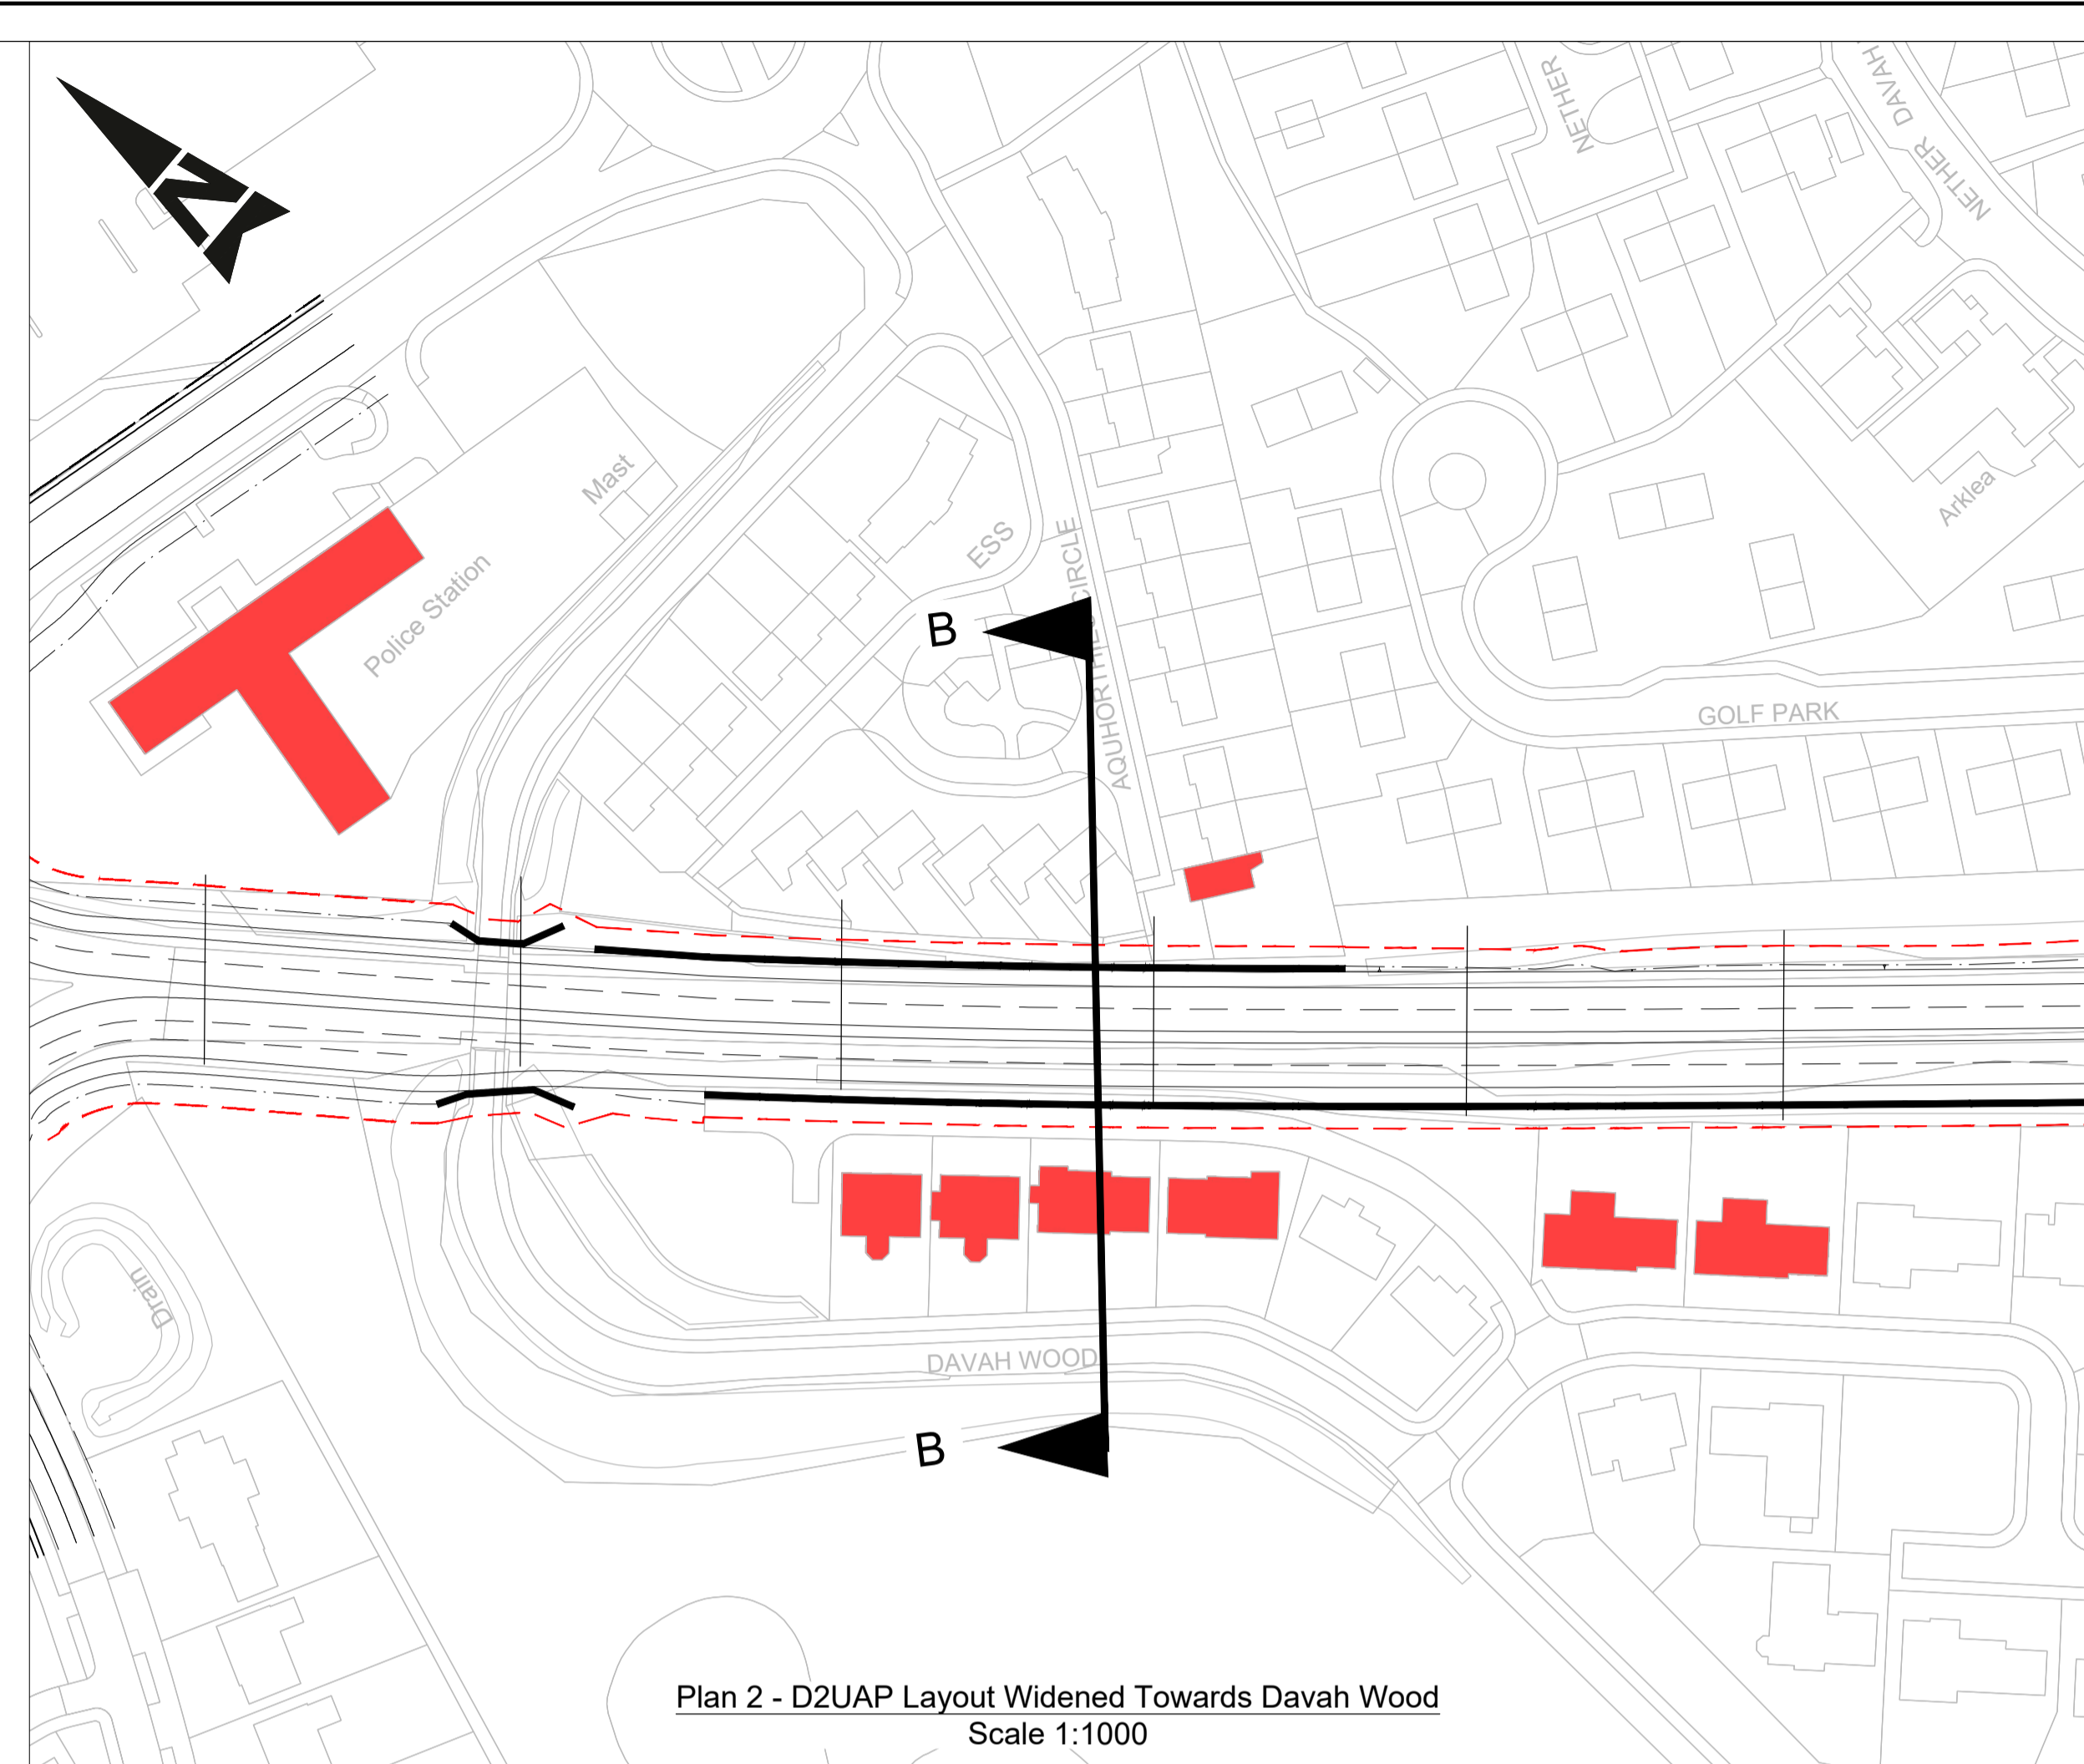 N
NETHER
NETHER DAVAH
Mast
Police Station
ESS
Arklea
B
GOLF PARK
DAVAH WOOD
Drain
B
Plan 2 - D2UAP Layout Widened Towards Davah Wood
Scale 1:1000